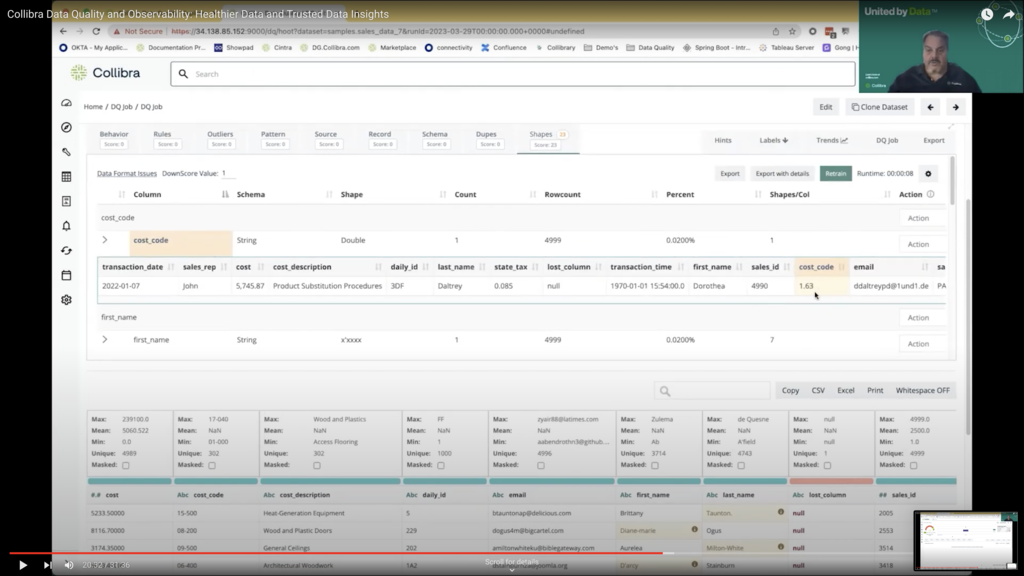 Collibra Data Quality and Observability: Healthier Data and Trusted Data Insights
United by Data
Not Secure https://34.138.85.152:9000/dq/hoot?dataset=samples.sales_data_7&runid=2023-03-29T00:00:00.000+0000#undefined
OKTA - My Applic... Documentation Pr... Showpad Cintra DG.Collibra.com Marketplace connectivity Confluence Collibrary Demo's Data Quality Spring Boot - Intr... Tableau Server Gong | H
Collibra Search
Home / DQ Job / DQ Job Edit Clone Dataset
Behavior Rules Outliers Pattern Source Record Schema Dupes Shapes 23
Score: 0 Score: 0 Score: 0 Score: 0 Score: 0 Score: 0 Score: 0 Score: 0 Score: 23
Hints Labels Trends DQ Job Export
Data Format Issues DownScore Value: 1 Export Export with details Retrain Runtime: 00:00:08
Column Schema Shape Count Rowcount Percent Shapes/Col Action
cost_code Action
cost_code String Double 1 4999 0.0200% 1 Action
transaction_date sales_rep cost cost_description daily_id last_name state_tax lost_column transaction_time first_name sales_id cost_code email sa
2022-01-07 John 5,745.87 Product Substitution Procedures 3DF Daltrey 0.085 null 1970-01-01 15:54:00.0 Dorothea 4990 1.63 ddaltreypd@1und1.de PA
first_name Action
first_name String x'xxxx 1 4999 0.0200% 7 Action
Copy CSV Excel Print Whitespace OFF
Max: 239100.0 Max: 17-040 Max: Wood and Plastics Max: FF Max: zyair88@latimes.com Max: Zulema Max: de Quesne Max: null Max: 4999.0
Mean: 5060.522 Mean: NaN Mean: NaN Mean: NaN Mean: NaN Mean: NaN Mean: NaN Mean: NaN Mean: 2500.0
Min: 0.0 Min: 01-000 Min: Access Flooring Min: 1 Min: aabendrothn3@github... Min: Ab Min: A'field Min: null Min: 1.0
Unique: 4989 Unique: 302 Unique: 302 Unique: 1000 Unique: 4996 Unique: 3714 Unique: 4743 Unique: 1 Unique: 4999
Masked: Masked: Masked: Masked: Masked: Masked: Masked: Masked: Masked:
#.# cost Abc cost_code Abc cost_description Abc daily_id Abc email Abc first_name Abc last_name Abc lost_column ## sales_id
5233.50000 15-500 Heat-Generation Equipment 5 btauntonap@delicious.com Brittany Taunton. null 2005
8116.70000 08-200 Wood and Plastic Doors 229 dogus4m@bigcartel.com Diane-marie Ogus null 2553
3174.35000 09-500 General Ceilings 202 amiltonwhiteku@biblegateway.com Aurelea Milton-White null 3514
06-400 Architectural Woodwork 142 D'arcy Stainburn null 3418
Scroll for details